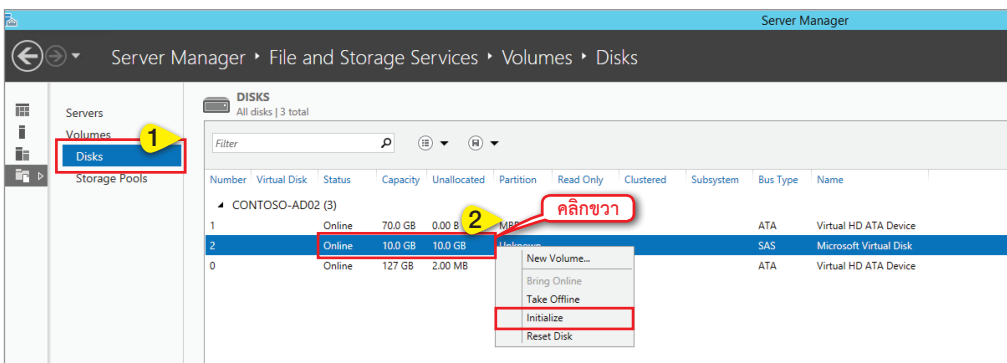 Server Manager
Server Manager ‣ File and Storage Services ‣ Volumes ‣ Disks
Servers
Volumes
1
Disks
Storage Pools
DISKS
All disks | 3 total
Filter
Number Virtual Disk Status Capacity Unallocated Partition Read Only Clustered Subsystem Bus Type Name
CONTOSO-AD02 (3)
2
คลิกขวา
1 Online 70.0 GB 0.00 B MBR ATA Virtual HD ATA Device
2 Online 10.0 GB 10.0 GB Unknown SAS Microsoft Virtual Disk
0 Online 127 GB 2.00 MB ATA Virtual HD ATA Device
New Volume...
Bring Online
Take Offline
Initialize
Reset Disk